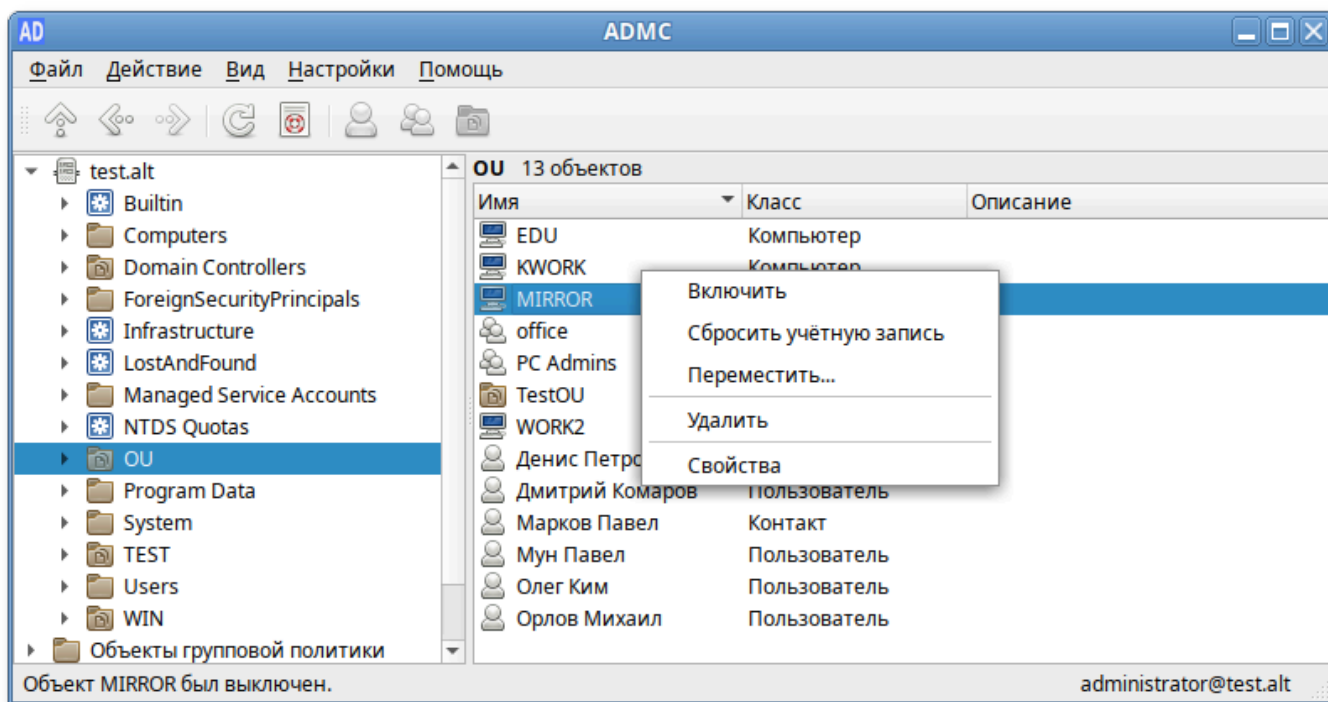 AD ADMC
Файл Действие Вид Настройки Помощь
test.alt
Builtin
Computers
Domain Controllers
ForeignSecurityPrincipals
Infrastructure
LostAndFound
Managed Service Accounts
NTDS Quotas
OU
Program Data
System
TEST
Users
WIN
Объекты групповой политики
OU 13 объектов
Имя Класс Описание
EDU Компьютер
KWORK Компьютер
MIRROR
office
PC Admins
TestOU
WORK2
Денис
Дмитрий Комаров Пользователь
Марков Павел Контакт
Мун Павел Пользователь
Олег Ким Пользователь
Орлов Михаил Пользователь
Включить
Сбросить учётную запись
Переместить...
Удалить
Свойства
Объект MIRROR был выключен. administrator@test.alt